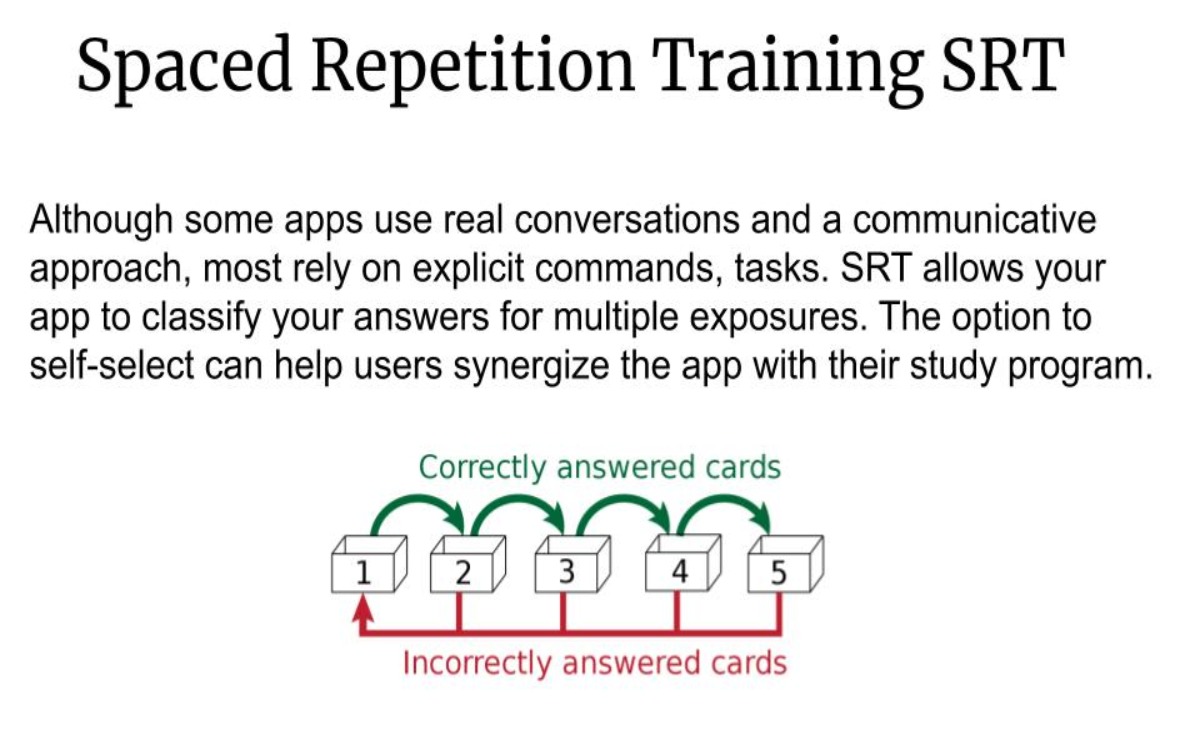 Spaced Repetition Training SRT
Although some apps use real conversations and a communicative
approach, most rely on explicit commands, tasks. SRT allows your
app to classify your answers for multiple exposures. The option to
self-select can help users synergize the app with their study program.
Correctly answered cards
1 2 3 4 5
Incorrectly answered cards